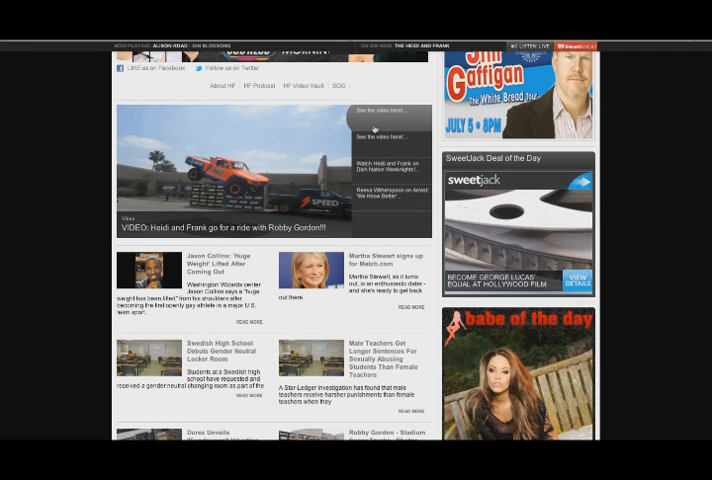 NOW PLAYING: ALISON ROAD / GIN BLOSSOMS
ON AIR NOW: THE HEIDI AND FRANK
LISTEN LIVE
LIKE us on Facebook
Follow us on Twitter
About HF
HF Podcast
HF Video Vault
SOG
See the video here!...
See the video here!...
Watch Heidi and Frank on
Dish Nation Weeknights!...
Reese Witherspoon on Arrest:
'We Know Better'...
SPEED
VIDEO: Heidi and Frank go for a ride with Robby Gordon!!!
Jason Collins: 'Huge
Weight' Lifted After
Coming Out
Washington Wizards center
Jason Collins says a "huge
weight has been lifted" from his shoulders after
becoming the first openly gay athlete in a major U.S.
team sport.
READ MORE
Martha Stewart signs up
for Match.com
Martha Stewart, as it turns
out, is an enthusiastic dater -
and she's ready to get back
out there.
READ MORE
Swedish High School
Debuts Gender Neutral
Locker Room
Students at a Swedish high
school have requested and
received a gender neutral changing room as part of the
READ MORE
Male Teachers Get
Longer Sentences For
Sexually Abusing
Students Than Female
Teachers
A Star-Ledger investigation has found that male
teachers receive harsher punishments than female
teachers when they
READ MORE
Durex Unveils
Robby Gordon - Stadium
Jim
Gaffigan
The White Bread Tour
JULY 5 • 8PM
SweetJack Deal of the Day
sweetjack
BECOME GEORGE LUCAS'
EQUAL AT HOLLYWOOD FILM
VIEW
DETAILS
babe of the day